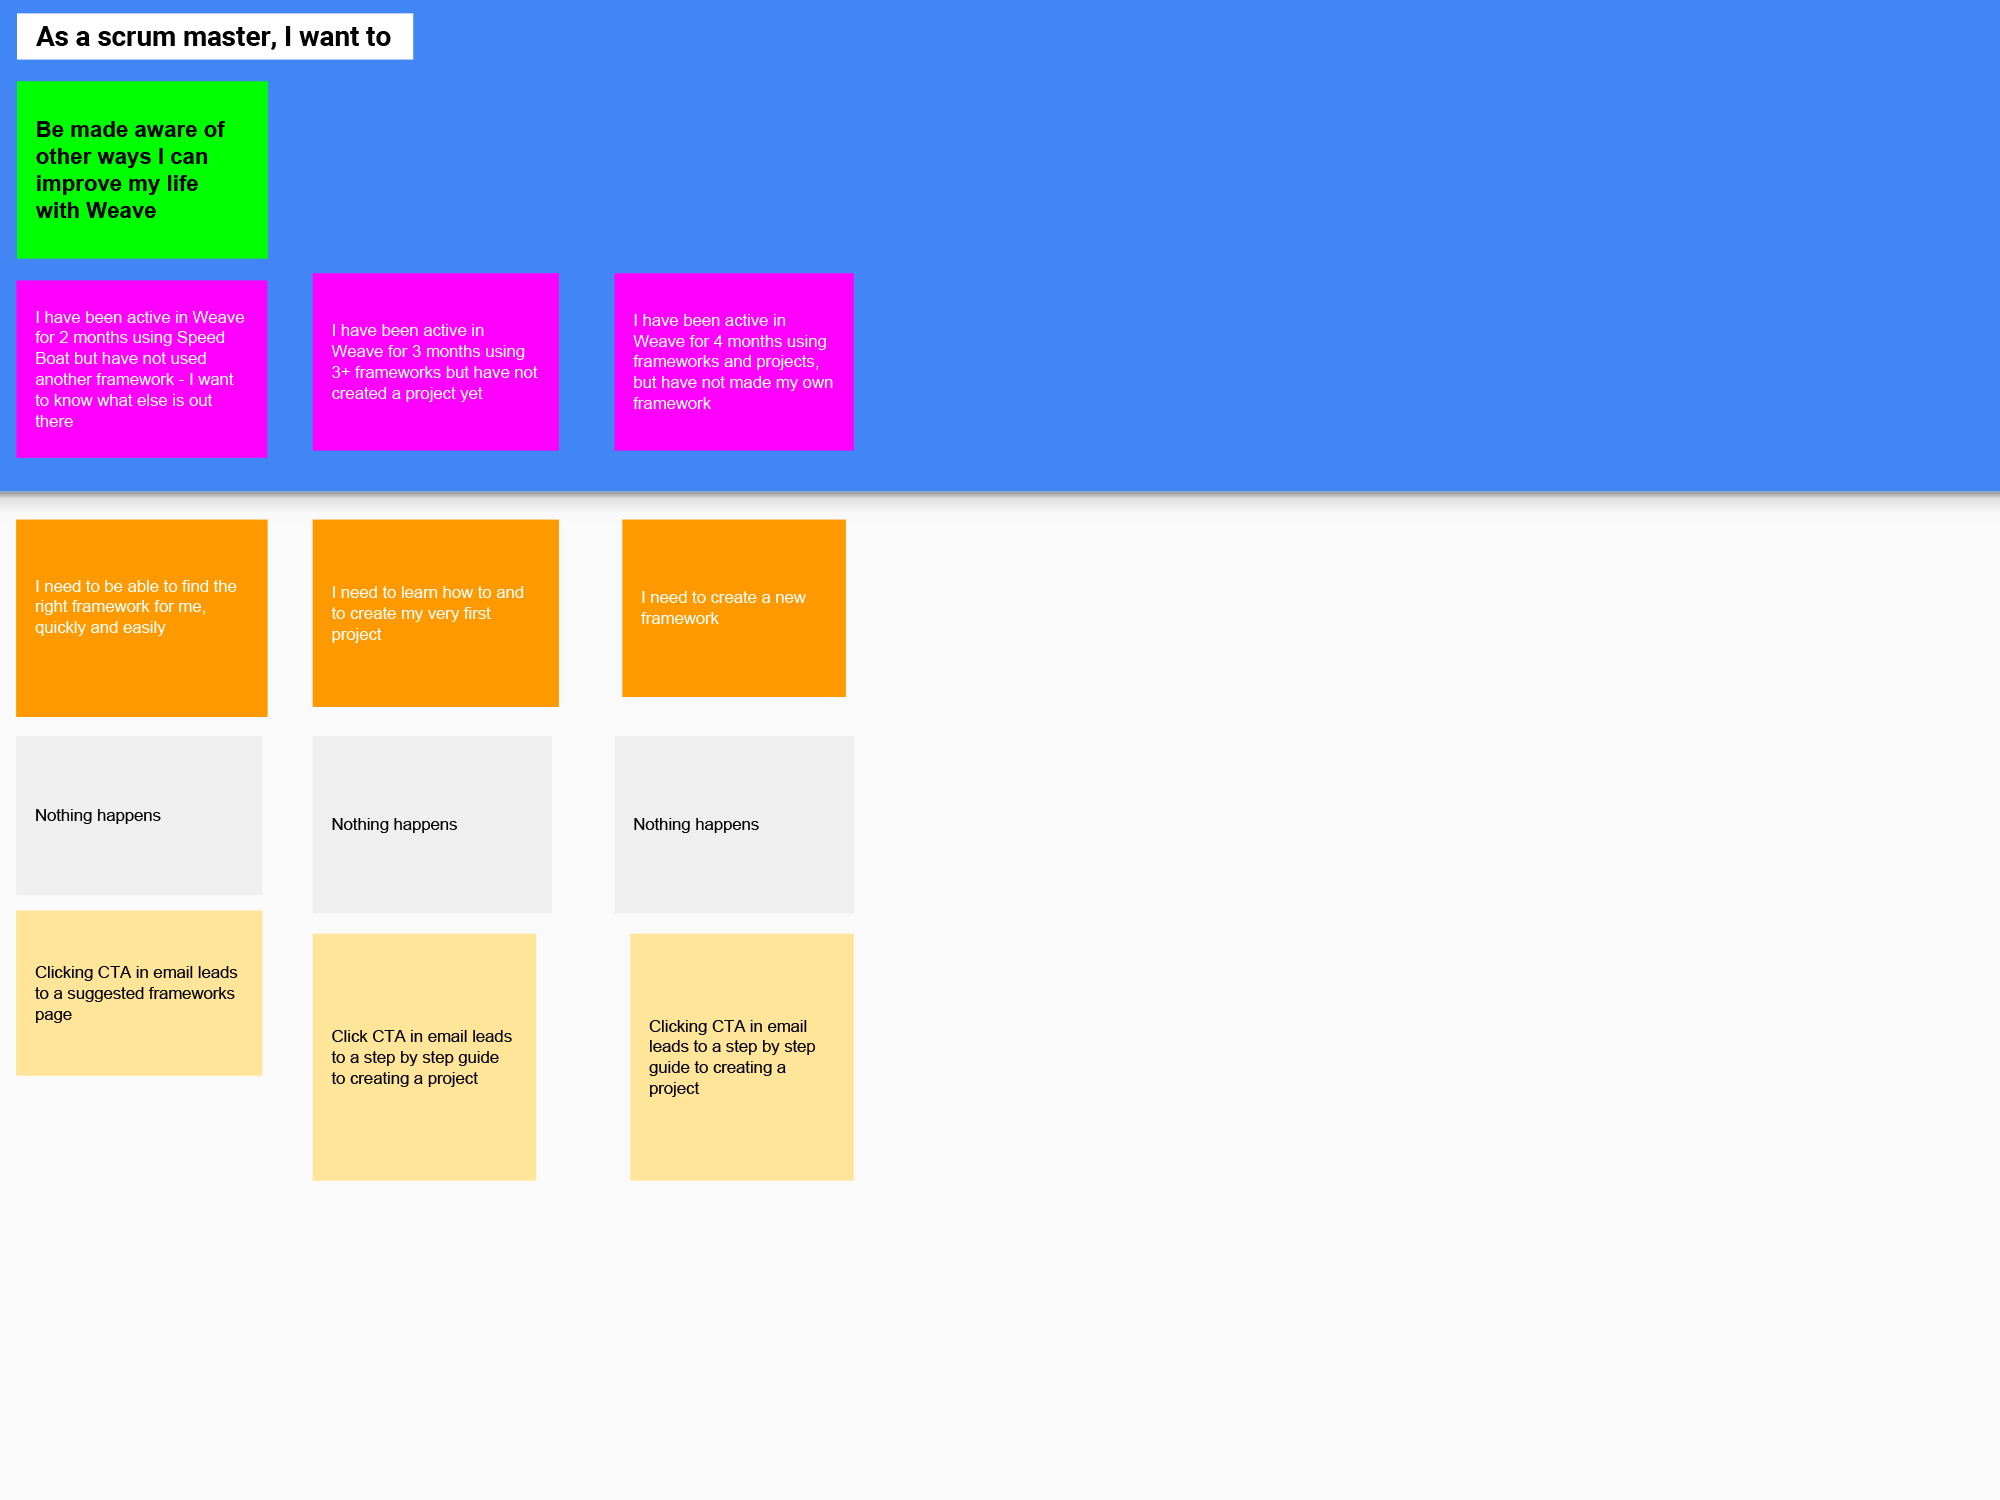 As a scrum master, I want to
Be made aware of
other ways I can
improve my life
with Weave
I have been active in Weave
for 2 months using Speed
Boat but have not used
another framework - I want
to know what else is out
there
I have been active in
Weave for 3 months using
3+ frameworks but have not
created a project yet
I have been active in
Weave for 4 months using
frameworks and projects,
but have not made my own
framework
I need to be able to find the
right framework for me,
quickly and easily
I need to learn how to and
to create my very first
project
I need to create a new
framework
Nothing happens
Nothing happens
Nothing happens
Clicking CTA in email leads
to a suggested frameworks
page
Click CTA in email leads
to a step by step guide
to creating a project
Clicking CTA in email
leads to a step by step
guide to creating a
project